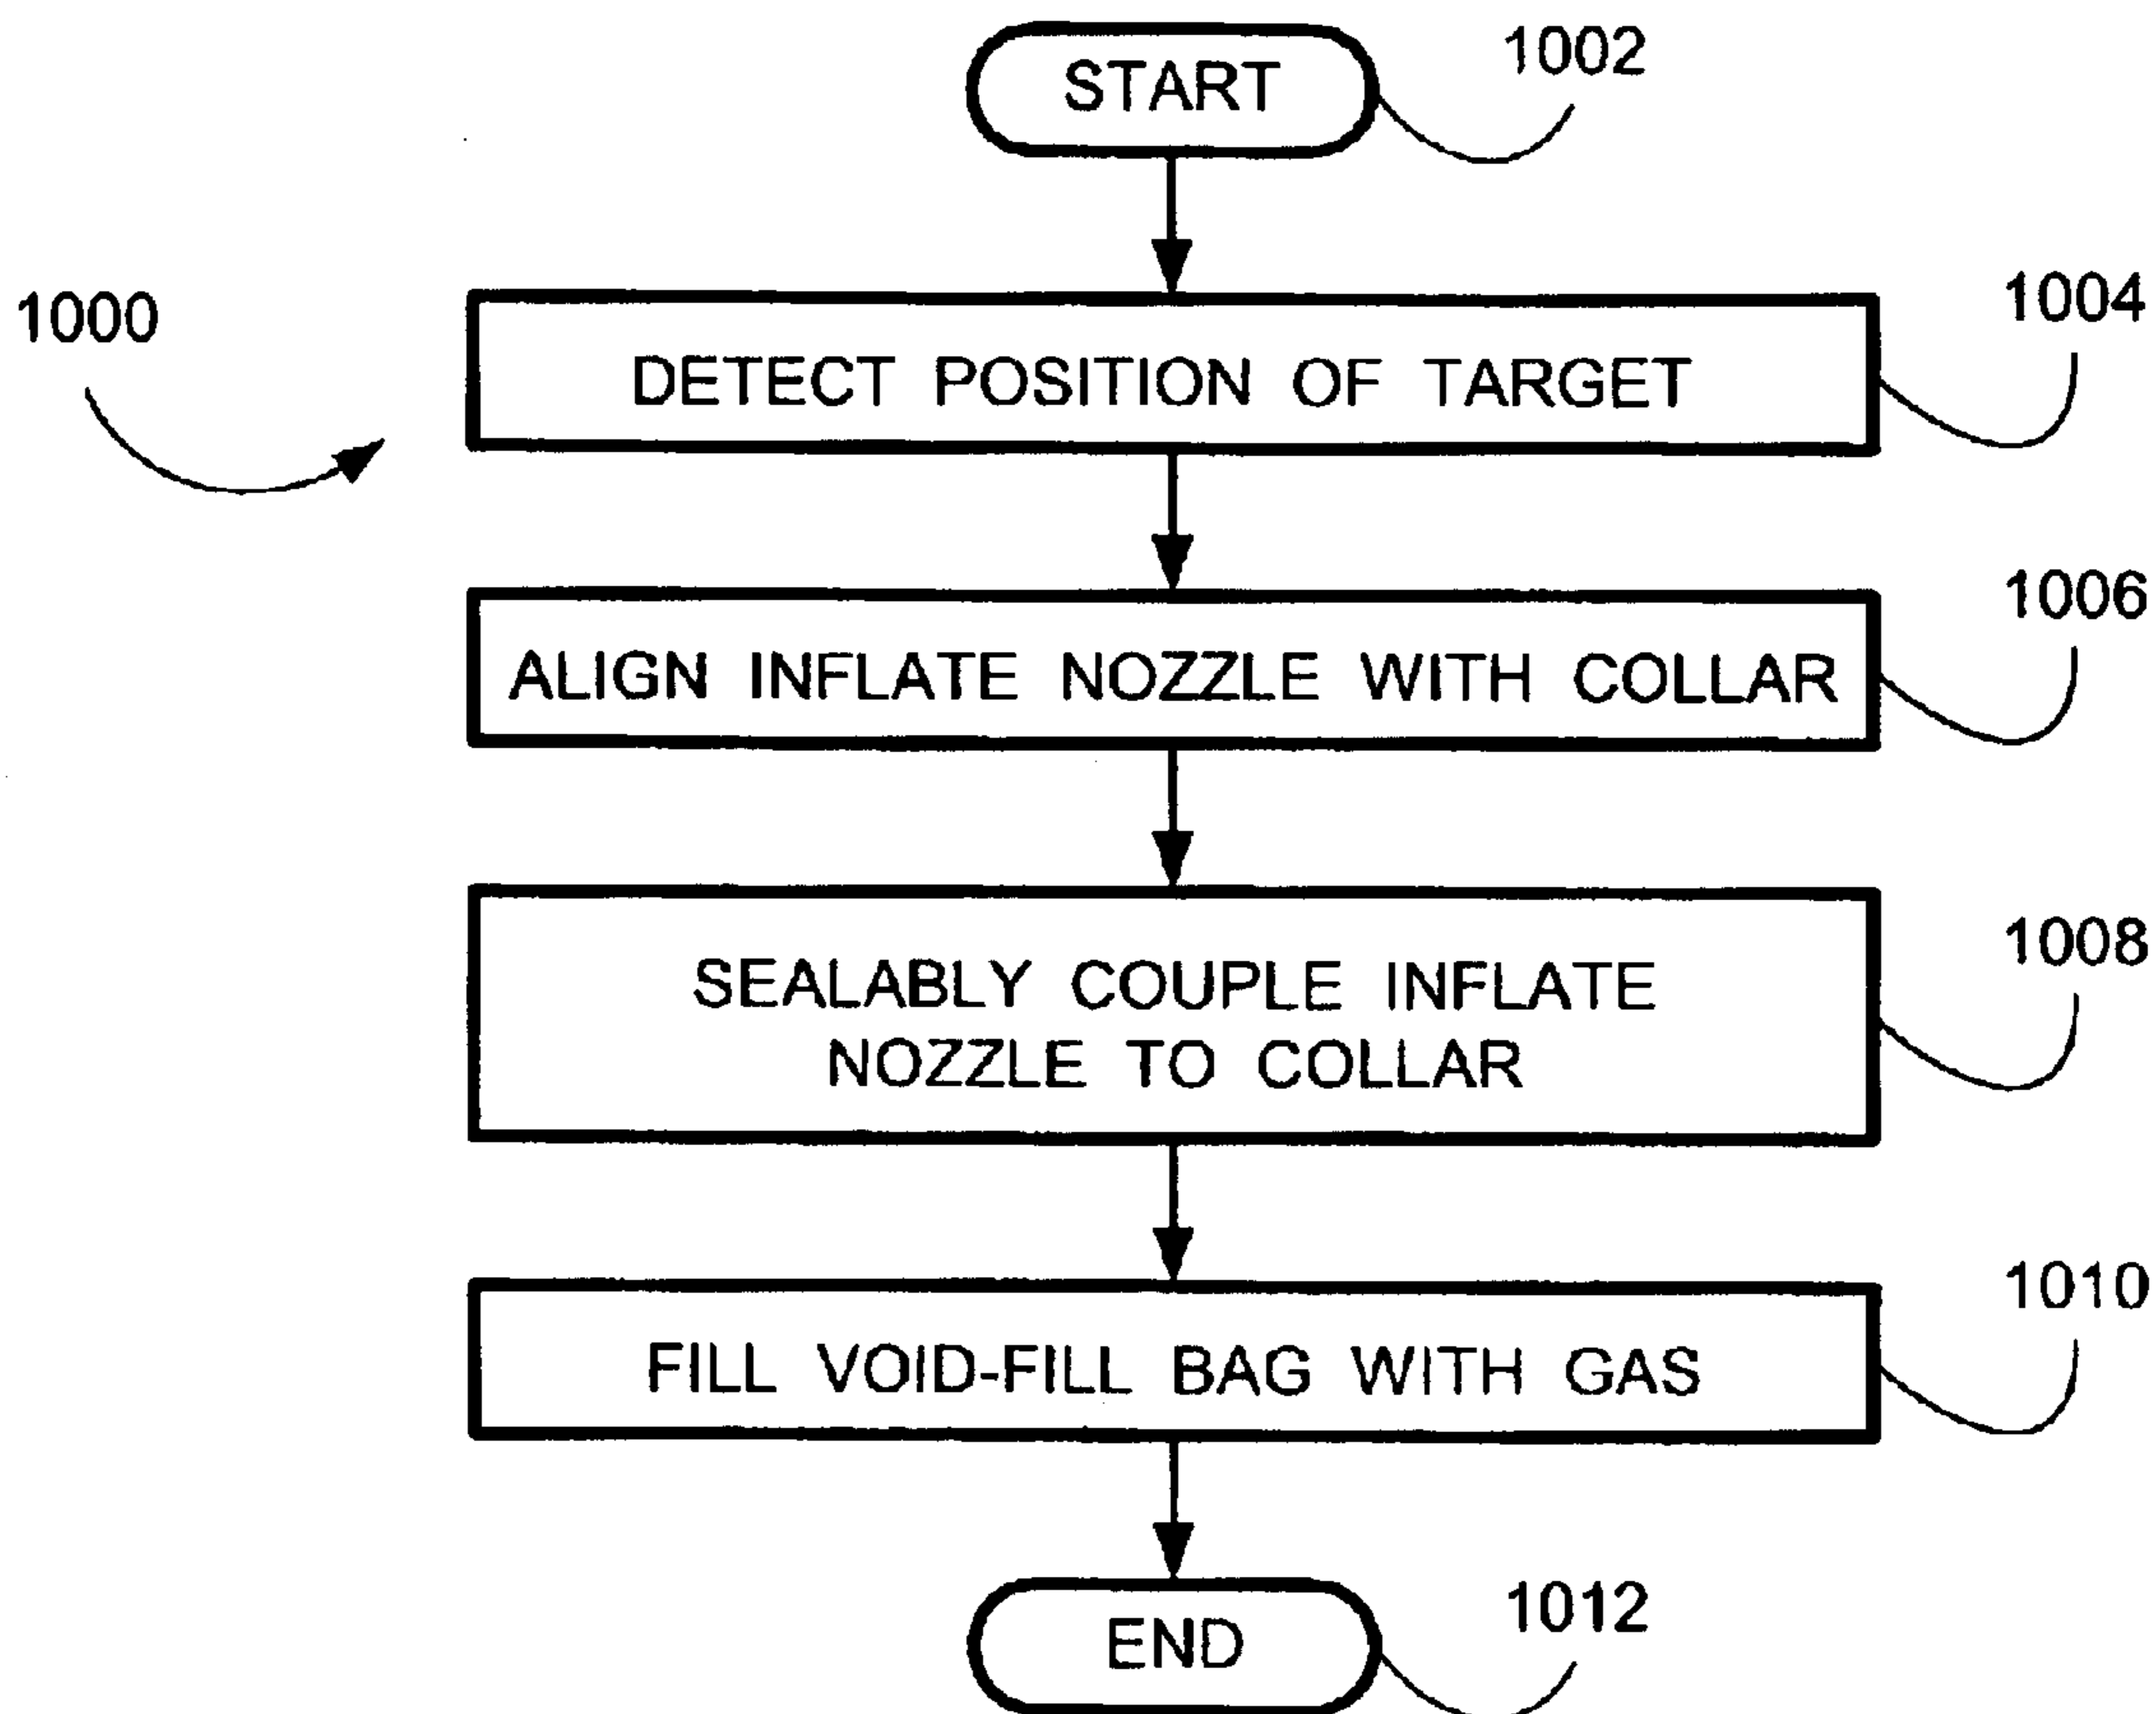 START
1002
1000
DETECT POSITION OF TARGET
1004
ALIGN INFLATE NOZZLE WITH COLLAR
1006
SEALABLY COUPLE INFLATE
NOZZLE TO COLLAR
1008
FILL VOID-FILL BAG WITH GAS
1010
END
1012